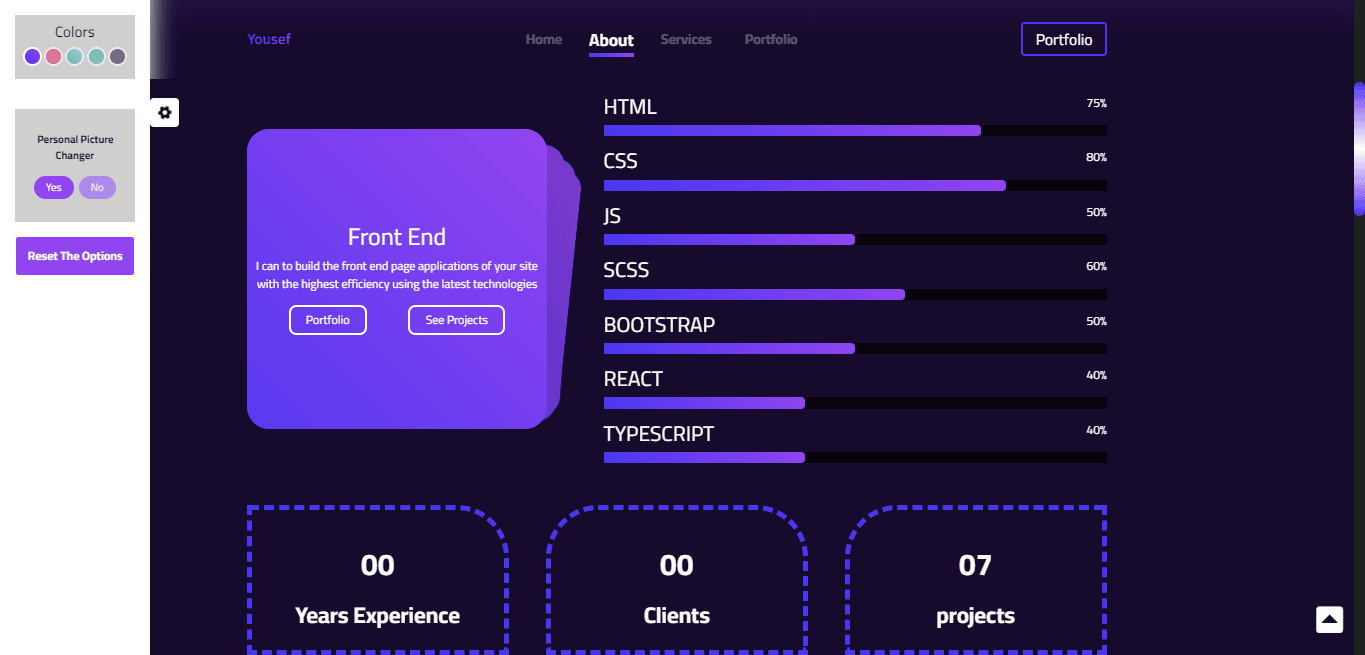 Colors
Personal Picture
Changer
Yes No
Reset The Options
Yousef Home About Services Portfolio Portfolio
Front End
I can to build the front end page applications of your site
with the highest efficiency using the latest technologies
Portfolio See Projects
HTML 75%
CSS 80%
JS 50%
SCSS 60%
BOOTSTRAP 50%
REACT 40%
TYPESCRIPT 40%
00 00 07
Years Experience Clients projects